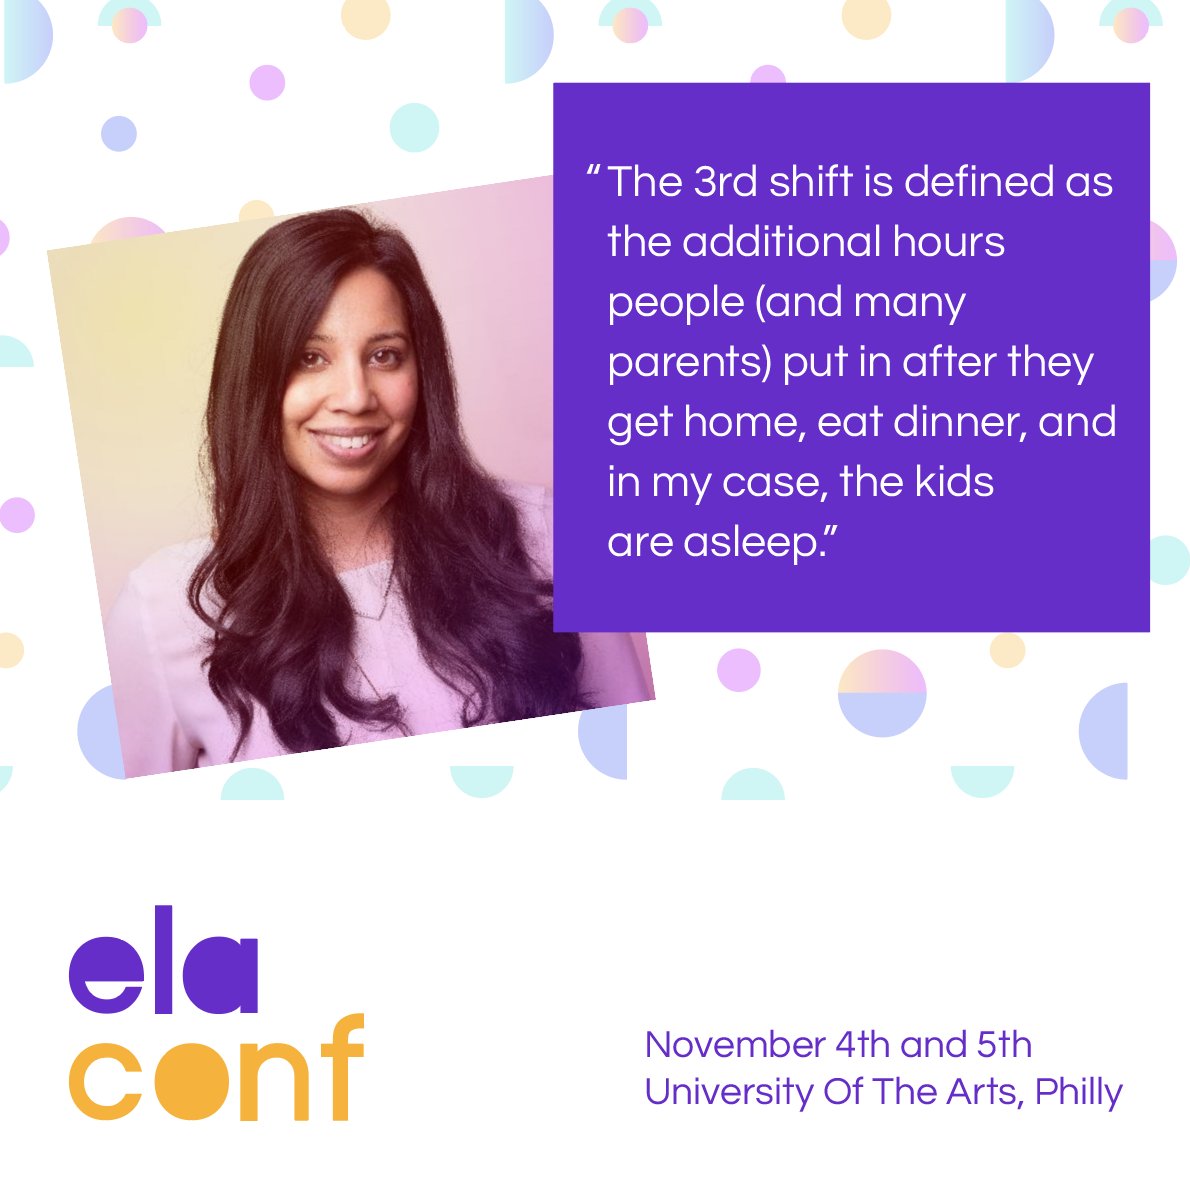 “The 3rd shift is defined as
the additional hours
people (and many
parents) put in after they
get home, eat dinner, and
in my case, the kids
are asleep.”
ela
conf
November 4th and 5th
University Of The Arts, Philly